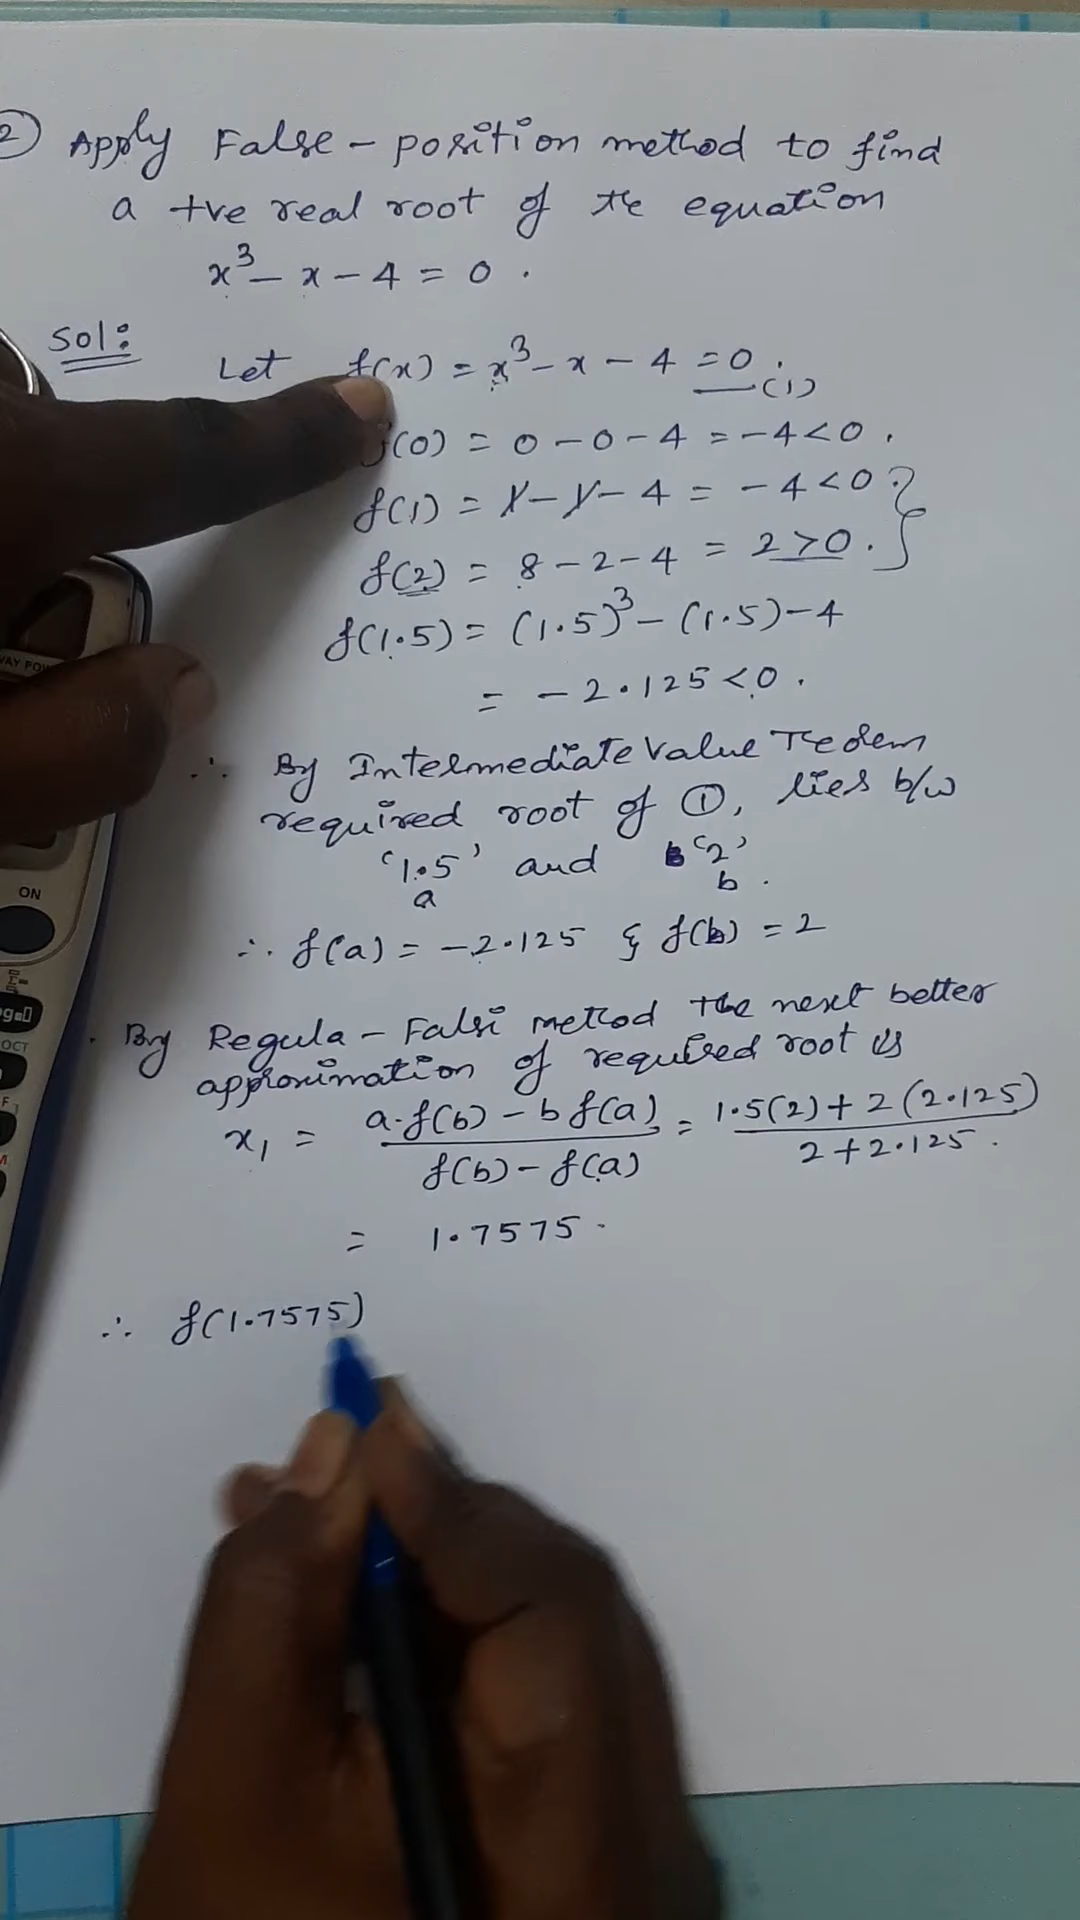 2) Apply False - position method to find
a +ve real root of the equation
x³ - x - 4 = 0 .
Sol:
Let f(x) = x³ - x - 4 = 0 . (1)
f(0) = 0 - 0 - 4 = -4 < 0 .
f(1) = 1 - 1 - 4 = -4 < 0 .
f(2) = 8 - 2 - 4 = 2 > 0 .
f(1.5) = (1.5)³ - (1.5) - 4
= -2.125 < 0 .
∴ By Intermediate Value Theorem
required root of ①, lies b/w
'1.5' and '2'
a b .
∴ f(a) = -2.125 & f(b) = 2
. By Regula - Falsi method the next better
approximation of required root is
x₁ = a.f(b) - b f(a) / f(b) - f(a) = 1.5(2) + 2(2.125) / 2 + 2.125 .
= 1.7575 .
∴ f(1.7575)
ON
OCT